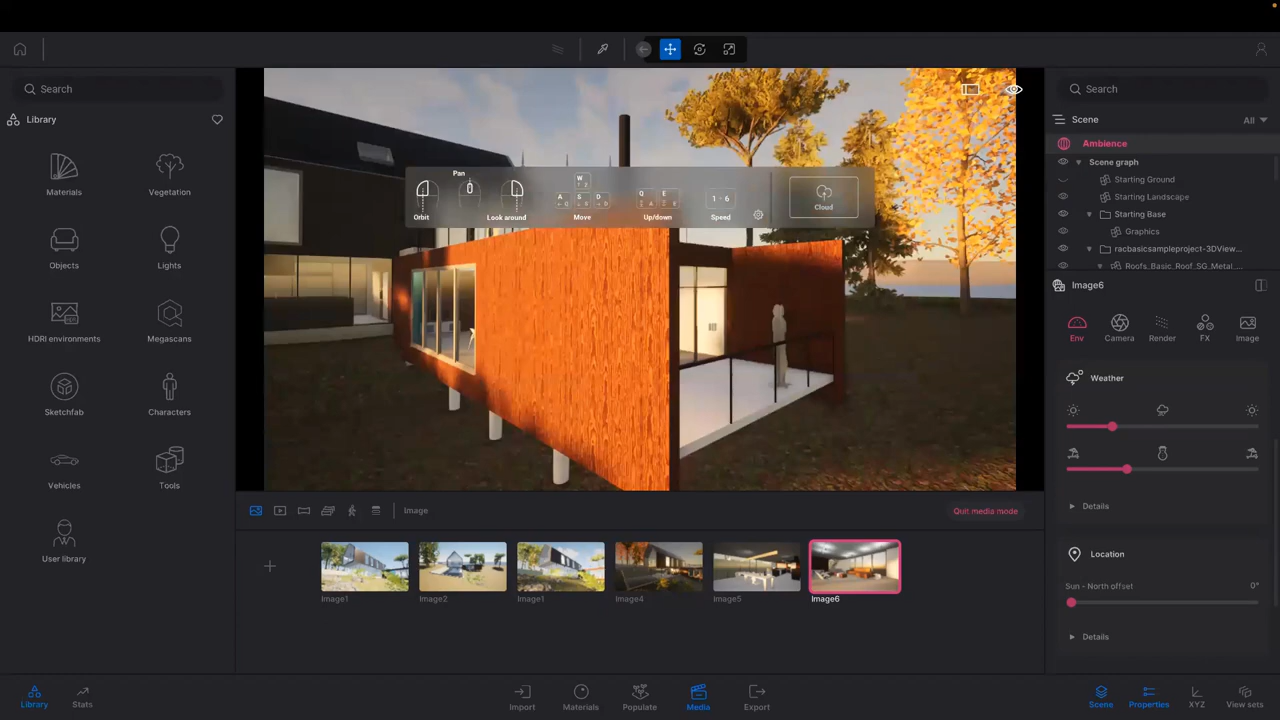 Search
Library
Materials
Vegetation
Objects
Lights
HDRI environments
Megascans
Sketchfab
Characters
Vehicles
Tools
User library
Pan
Orbit
Look around
W
A
S
D
Move
Q
E
Up/down
1 - 6
Speed
Cloud
Search
Scene
All
Ambience
Scene graph
Starting Ground
Starting Landscape
Starting Base
Graphics
racbasicsampleproject-3DView...
Roofs_Basic_Roof_SG_Metal_...
Image6
Env
Camera
Render
FX
Image
Weather
Details
Location
Sun - North offset
0°
Details
Image
Quit media mode
Image1
Image2
Image1
Image4
Image5
Image6
Library
Stats
Import
Materials
Populate
Media
Export
Scene
Properties
XYZ
View sets